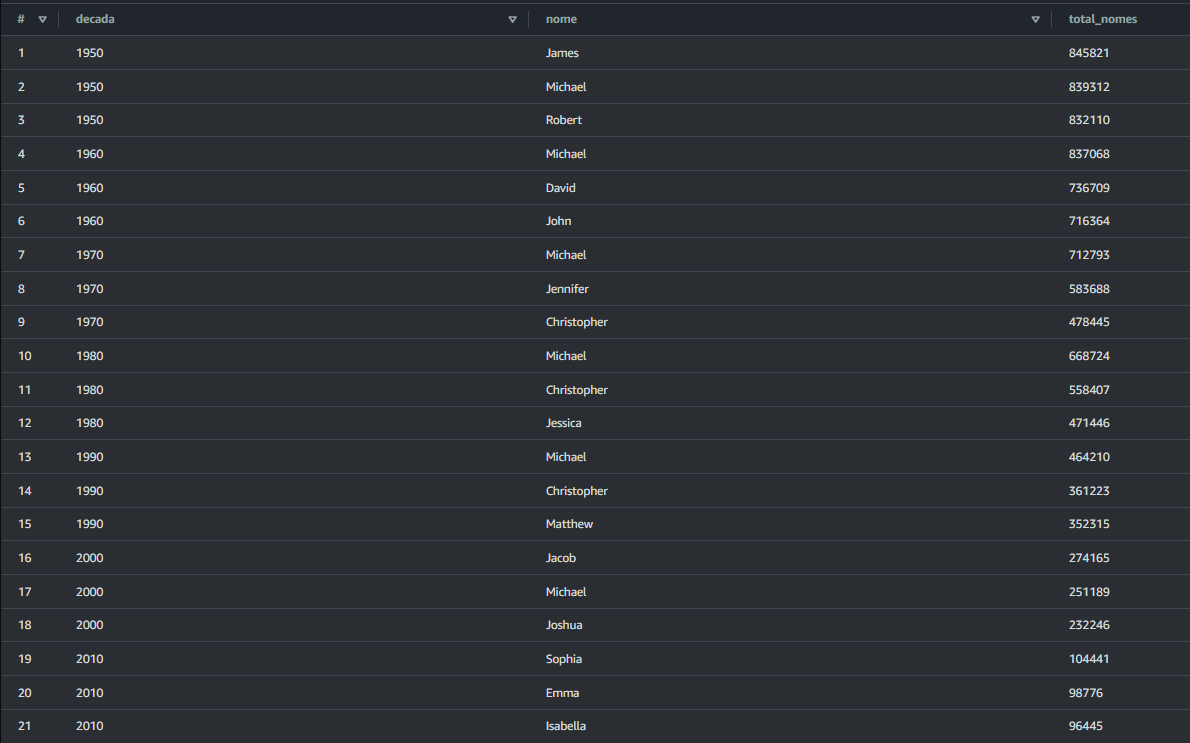 # decada nome total_nomes
1 1950 James 845821
2 1950 Michael 839312
3 1950 Robert 832110
4 1960 Michael 837068
5 1960 David 736709
6 1960 John 716364
7 1970 Michael 712793
8 1970 Jennifer 583688
9 1970 Christopher 478445
10 1980 Michael 668724
11 1980 Christopher 558407
12 1980 Jessica 471446
13 1990 Michael 464210
14 1990 Christopher 361223
15 1990 Matthew 352315
16 2000 Jacob 274165
17 2000 Michael 251189
18 2000 Joshua 232246
19 2010 Sophia 104441
20 2010 Emma 98776
21 2010 Isabella 96445